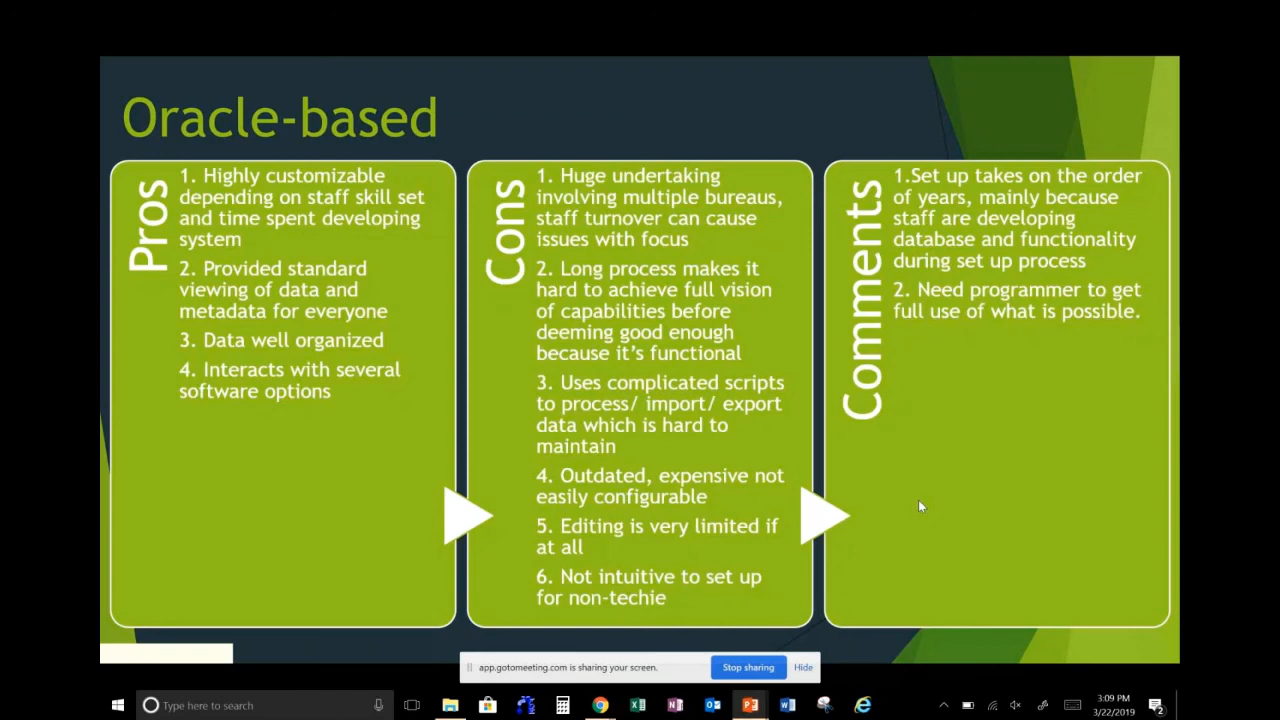 Oracle-based
Pros
1. Highly customizable
depending on staff skill set
and time spent developing
system
2. Provided standard
viewing of data and
metadata for everyone
3. Data well organized
4. Interacts with several
software options
Cons
1. Huge undertaking
involving multiple bureaus,
staff turnover can cause
issues with focus
2. Long process makes it
hard to achieve full vision
of capabilities before
deeming good enough
because it's functional
3. Uses complicated scripts
to process/ import/ export
data which is hard to
maintain
4. Outdated, expensive not
easily configurable
5. Editing is very limited if
at all
6. Not intuitive to set up
for non-techie
Comments
1.Set up takes on the order
of years, mainly because
staff are developing
database and functionality
during set up process
2. Need programmer to get
full use of what is possible.
app.gotomeeting.com is sharing your screen.
Stop sharing
Hide
Type here to search
3:09 PM
3/22/2019
2